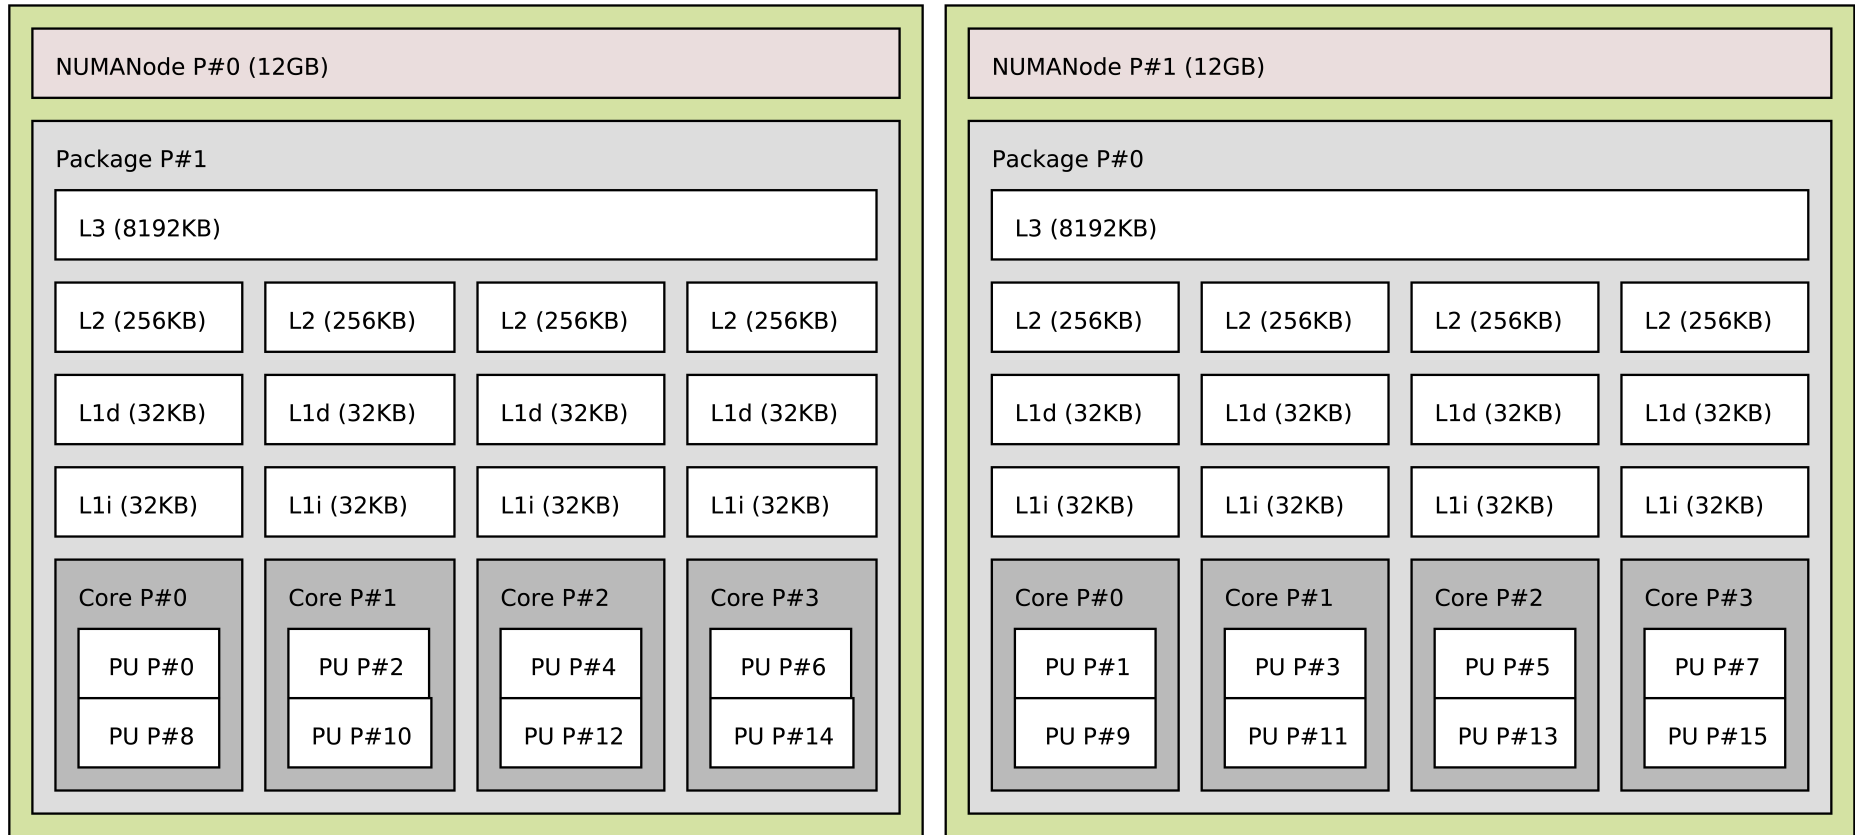 NUMANode P#0 (12GB)
Package P#1
L3 (8192KB)
L2 (256KB) L2 (256KB) L2 (256KB) L2 (256KB)
L1d (32KB) L1d (32KB) L1d (32KB) L1d (32KB)
L1i (32KB) L1i (32KB) L1i (32KB) L1i (32KB)
Core P#0 Core P#1 Core P#2 Core P#3
PU P#0 PU P#2 PU P#4 PU P#6
PU P#8 PU P#10 PU P#12 PU P#14
NUMANode P#1 (12GB)
Package P#0
L3 (8192KB)
L2 (256KB) L2 (256KB) L2 (256KB) L2 (256KB)
L1d (32KB) L1d (32KB) L1d (32KB) L1d (32KB)
L1i (32KB) L1i (32KB) L1i (32KB) L1i (32KB)
Core P#0 Core P#1 Core P#2 Core P#3
PU P#1 PU P#3 PU P#5 PU P#7
PU P#9 PU P#11 PU P#13 PU P#15